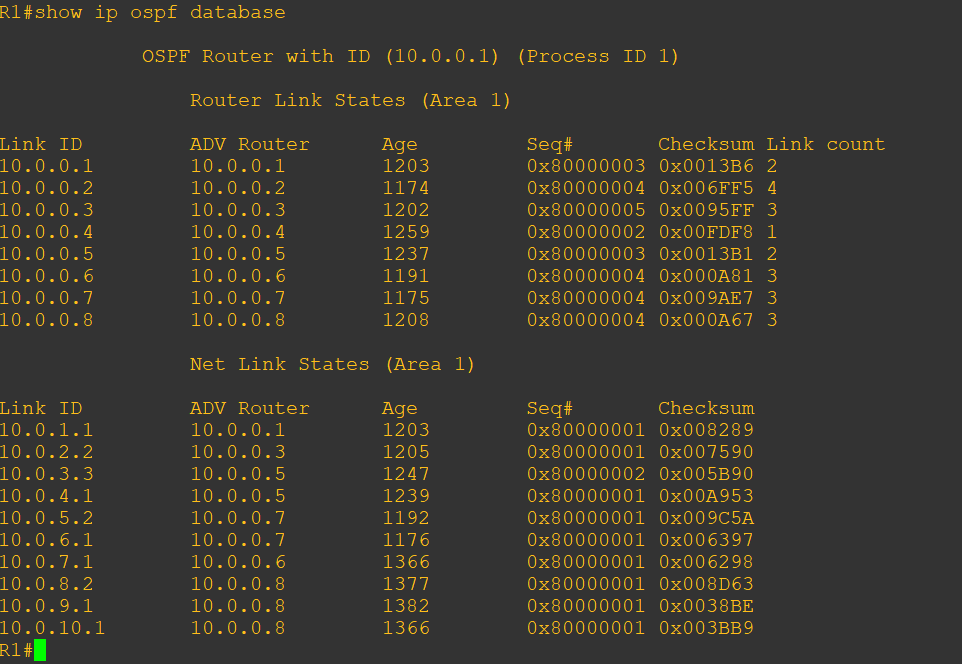 R1#show ip ospf database
OSPF Router with ID (10.0.0.1) (Process ID 1)
Router Link States (Area 1)
Link ID ADV Router Age Seq# Checksum Link count
10.0.0.1 10.0.0.1 1203 0x80000003 0x0013B6 2
10.0.0.2 10.0.0.2 1174 0x80000004 0x006FF5 4
10.0.0.3 10.0.0.3 1202 0x80000005 0x0095FF 3
10.0.0.4 10.0.0.4 1259 0x80000002 0x00FDF8 1
10.0.0.5 10.0.0.5 1237 0x80000003 0x0013B1 2
10.0.0.6 10.0.0.6 1191 0x80000004 0x000A81 3
10.0.0.7 10.0.0.7 1175 0x80000004 0x009AE7 3
10.0.0.8 10.0.0.8 1208 0x80000004 0x000A67 3
Net Link States (Area 1)
Link ID ADV Router Age Seq# Checksum
10.0.1.1 10.0.0.1 1203 0x80000001 0x008289
10.0.2.2 10.0.0.3 1205 0x80000001 0x007590
10.0.3.3 10.0.0.5 1247 0x80000002 0x005B90
10.0.4.1 10.0.0.5 1239 0x80000001 0x00A953
10.0.5.2 10.0.0.7 1192 0x80000001 0x009C5A
10.0.6.1 10.0.0.7 1176 0x80000001 0x006397
10.0.7.1 10.0.0.6 1366 0x80000001 0x006298
10.0.8.2 10.0.0.8 1377 0x80000001 0x008D63
10.0.9.1 10.0.0.8 1382 0x80000001 0x0038BE
10.0.10.1 10.0.0.8 1366 0x80000001 0x003BB9
R1#